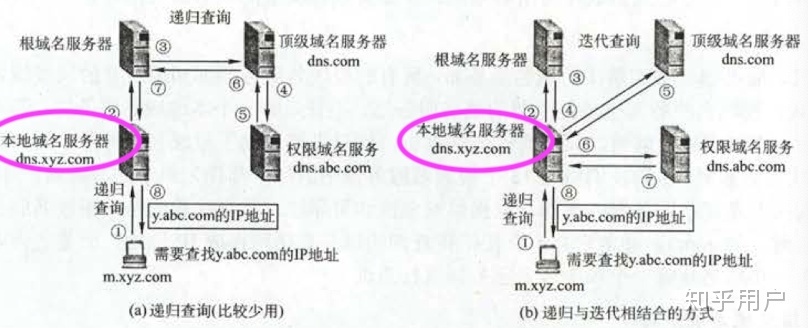 递归查询
根域名服务器
③
顶级域名服务器
dns.com
⑦
⑥
④
②
⑤
本地域名服务器
dns.xyz.com
权限域名服务
dns.abc.com
递归
查询
⑧
y.abc.com的IP地址
①
需要查找y.abc.com的IP地址
m.xyz.com
(a) 递归查询(比较少用)
迭代查询
根域名服务器
顶级域名服务器
dns.com
③
②
④
⑤
本地域名服务器
dns.xyz.com
⑥
权限域名服务
dns.abc.com
⑦
递归
查询
⑧
y.abc.com的IP地址
①
需要查找y.abc.com的IP地址
m.xyz.com
(b) 递归与迭代相结合的方式
知乎用户